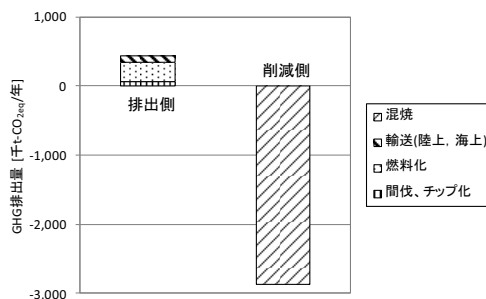 1,000
0
-1,000
-2,000
-3,000
GHG排出量 [千t-CO2eq/年]
排出側
削減側
混焼
輸送(陸上, 海上)
燃料化
間伐、チップ化